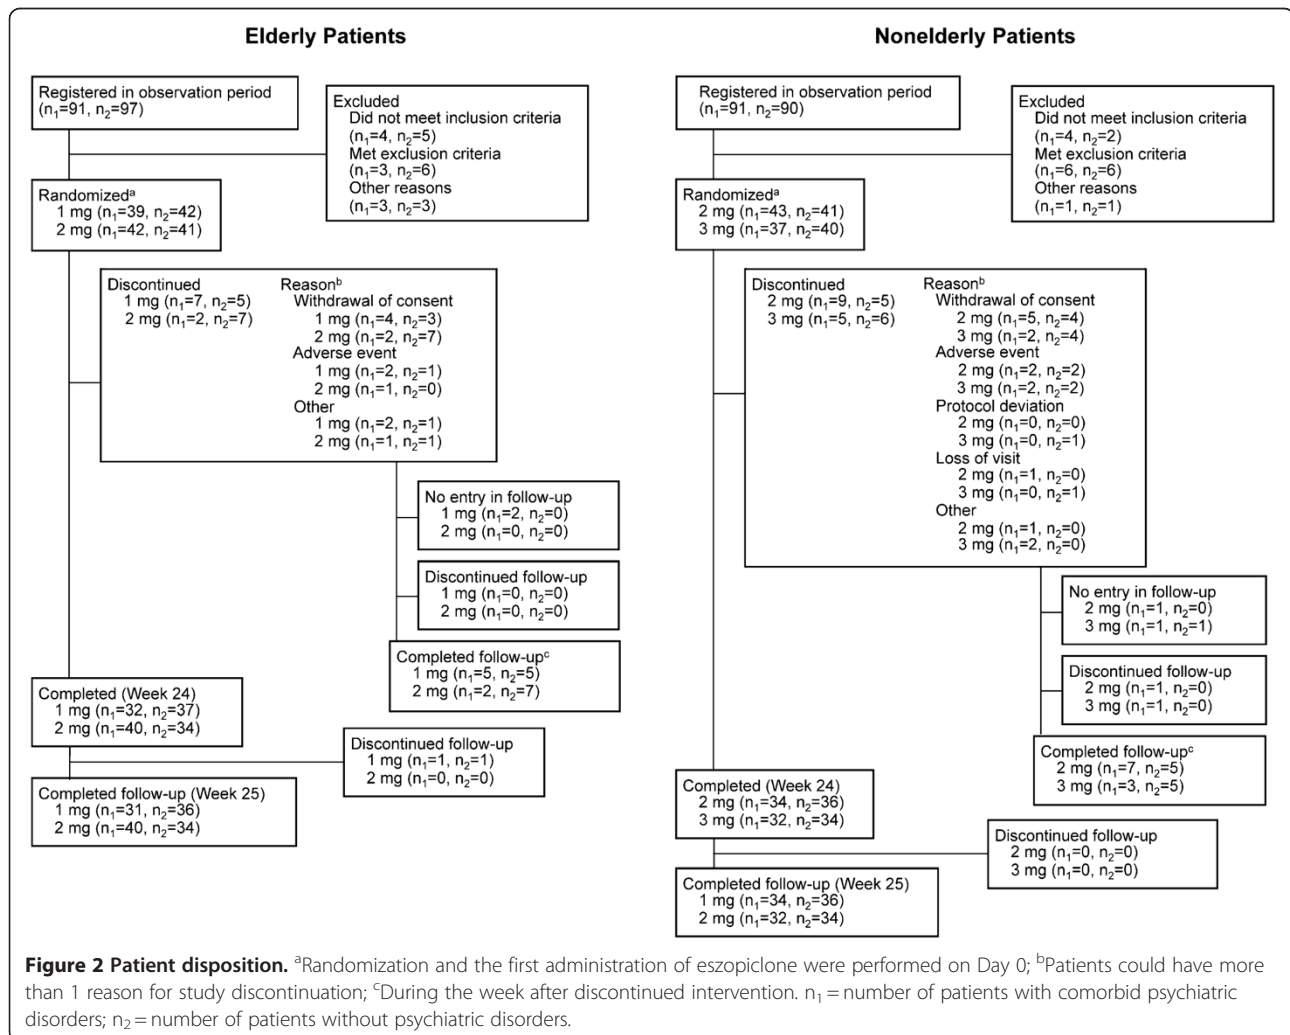 Elderly Patients
Registered in observation period
(n₁=91, n₂=97)
Excluded
Did not meet inclusion criteria
(n₁=4, n₂=5)
Met exclusion criteria
(n₁=3, n₂=6)
Other reasons
(n₁=3, n₂=3)
Randomizedᵃ
1 mg (n₁=39, n₂=42)
2 mg (n₁=42, n₂=41)
Discontinued
1 mg (n₁=7, n₂=5)
2 mg (n₁=2, n₂=7)
Reasonᵇ
Withdrawal of consent
1 mg (n₁=4, n₂=3)
2 mg (n₁=2, n₂=7)
Adverse event
1 mg (n₁=2, n₂=1)
2 mg (n₁=1, n₂=0)
Other
1 mg (n₁=2, n₂=1)
2 mg (n₁=1, n₂=1)
No entry in follow-up
1 mg (n₁=2, n₂=0)
2 mg (n₁=0, n₂=0)
Discontinued follow-up
1 mg (n₁=0, n₂=0)
2 mg (n₁=0, n₂=0)
Completed follow-upᶜ
1 mg (n₁=5, n₂=5)
2 mg (n₁=2, n₂=7)
Completed (Week 24)
1 mg (n₁=32, n₂=37)
2 mg (n₁=40, n₂=34)
Discontinued follow-up
1 mg (n₁=1, n₂=1)
2 mg (n₁=0, n₂=0)
Completed follow-up (Week 25)
1 mg (n₁=31, n₂=36)
2 mg (n₁=40, n₂=34)
Nonelderly Patients
Registered in observation period
(n₁=91, n₂=90)
Excluded
Did not meet inclusion criteria
(n₁=4, n₂=2)
Met exclusion criteria
(n₁=6, n₂=6)
Other reasons
(n₁=1, n₂=1)
Randomizedᵃ
2 mg (n₁=43, n₂=41)
3 mg (n₁=37, n₂=40)
Discontinued
2 mg (n₁=9, n₂=5)
3 mg (n₁=5, n₂=6)
Reasonᵇ
Withdrawal of consent
2 mg (n₁=5, n₂=4)
3 mg (n₁=2, n₂=4)
Adverse event
2 mg (n₁=2, n₂=2)
3 mg (n₁=2, n₂=2)
Protocol deviation
2 mg (n₁=0, n₂=0)
3 mg (n₁=0, n₂=1)
Loss of visit
2 mg (n₁=1, n₂=0)
3 mg (n₁=0, n₂=1)
Other
2 mg (n₁=1, n₂=0)
3 mg (n₁=2, n₂=0)
No entry in follow-up
2 mg (n₁=1, n₂=0)
3 mg (n₁=1, n₂=1)
Discontinued follow-up
2 mg (n₁=1, n₂=0)
3 mg (n₁=1, n₂=0)
Completed follow-upᶜ
2 mg (n₁=7, n₂=5)
3 mg (n₁=3, n₂=5)
Completed (Week 24)
2 mg (n₁=34, n₂=36)
3 mg (n₁=32, n₂=34)
Discontinued follow-up
2 mg (n₁=0, n₂=0)
3 mg (n₁=0, n₂=0)
Completed follow-up (Week 25)
1 mg (n₁=34, n₂=36)
2 mg (n₁=32, n₂=34)
Figure 2 Patient disposition. ᵃRandomization and the first administration of eszopiclone were performed on Day 0; ᵇPatients could have more
than 1 reason for study discontinuation; ᶜDuring the week after discontinued intervention. n₁ = number of patients with comorbid psychiatric
disorders; n₂ = number of patients without psychiatric disorders.